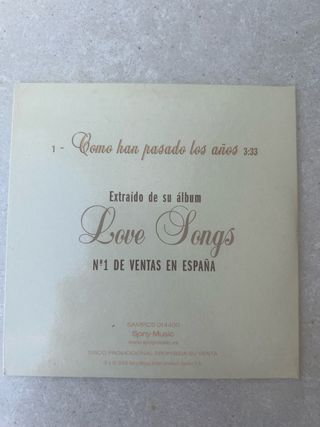 1 - Como han pasado los años 3:33
Extraido de su álbum
Love Songs
Nº1 DE VENTAS EN ESPAÑA
Sony Music
DISCO PROMOCIONAL PROHIBIDA SU VENTA